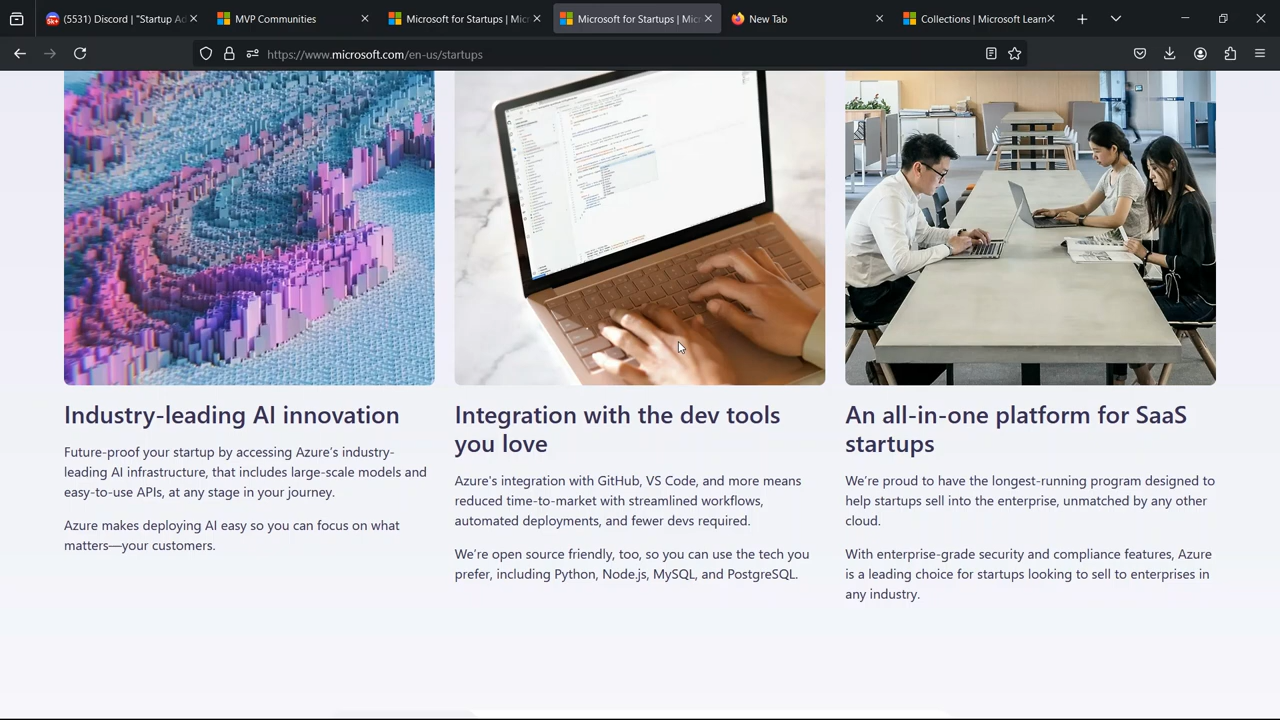 (5531) Discord | "Startup Ad
MVP Communities
Microsoft for Startups | Micr
Microsoft for Startups | Micr
New Tab
Collections | Microsoft Learn
https://www.microsoft.com/en-us/startups
Industry-leading AI innovation
Future-proof your startup by accessing Azure's industry-
leading AI infrastructure, that includes large-scale models and
easy-to-use APIs, at any stage in your journey.
Azure makes deploying AI easy so you can focus on what
matters—your customers.
Integration with the dev tools
you love
Azure's integration with GitHub, VS Code, and more means
reduced time-to-market with streamlined workflows,
automated deployments, and fewer devs required.
We're open source friendly, too, so you can use the tech you
prefer, including Python, Node.js, MySQL, and PostgreSQL.
An all-in-one platform for SaaS
startups
We're proud to have the longest-running program designed to
help startups sell into the enterprise, unmatched by any other
cloud.
With enterprise-grade security and compliance features, Azure
is a leading choice for startups looking to sell to enterprises in
any industry.